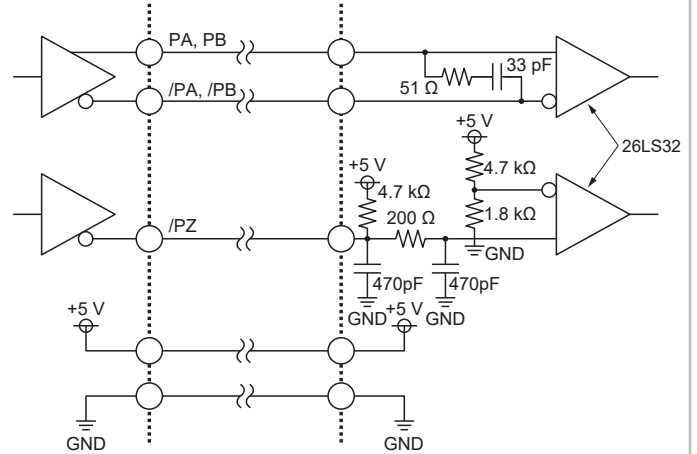 PA, PB
33 pF
51 Ω
/PA, /PB
+5 V
26LS32
4.7 kΩ
+5 V
4.7 kΩ
1.8 kΩ
200 Ω
/PZ
GND
470pF
470pF
GND
GND
+5 V
+5 V
GND
GND